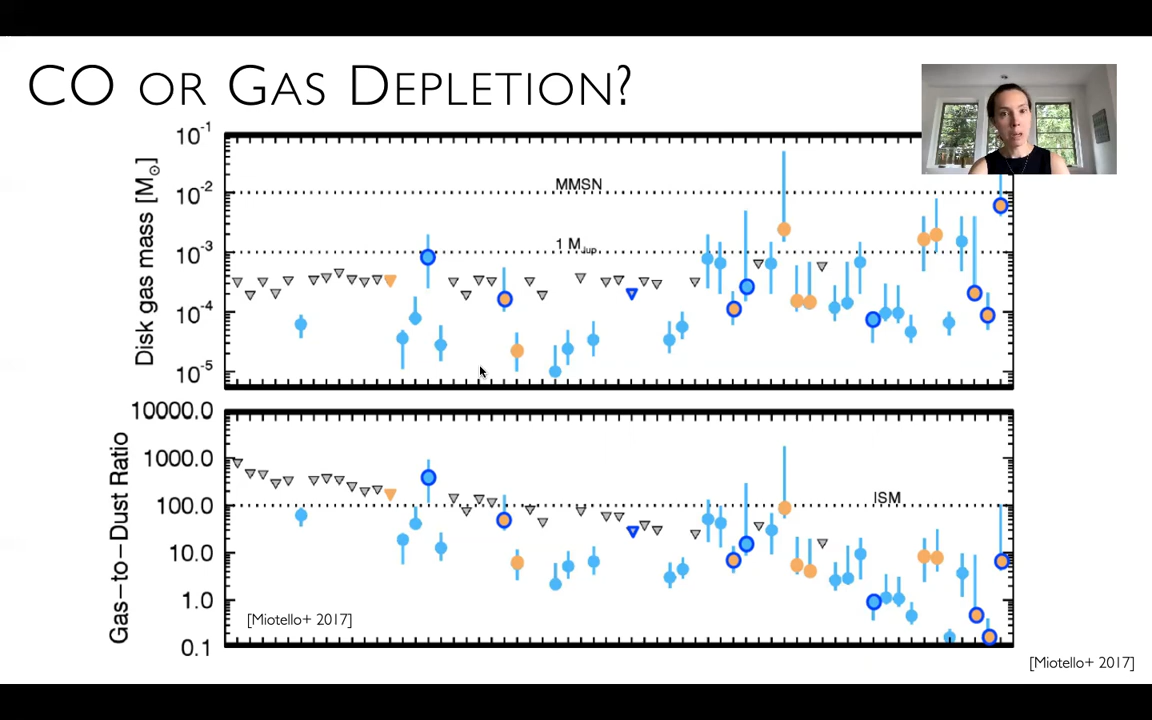 CO OR GAS DEPLETION?
10-1
Disk gas mass [M⊙]
MMSN
10-2
1 MJup
10-3
10-4
10-5
10000.0
Gas-to-Dust Ratio
1000.0
ISM
100.0
10.0
1.0
[Miotello+ 2017]
0.1
[Miotello+ 2017]